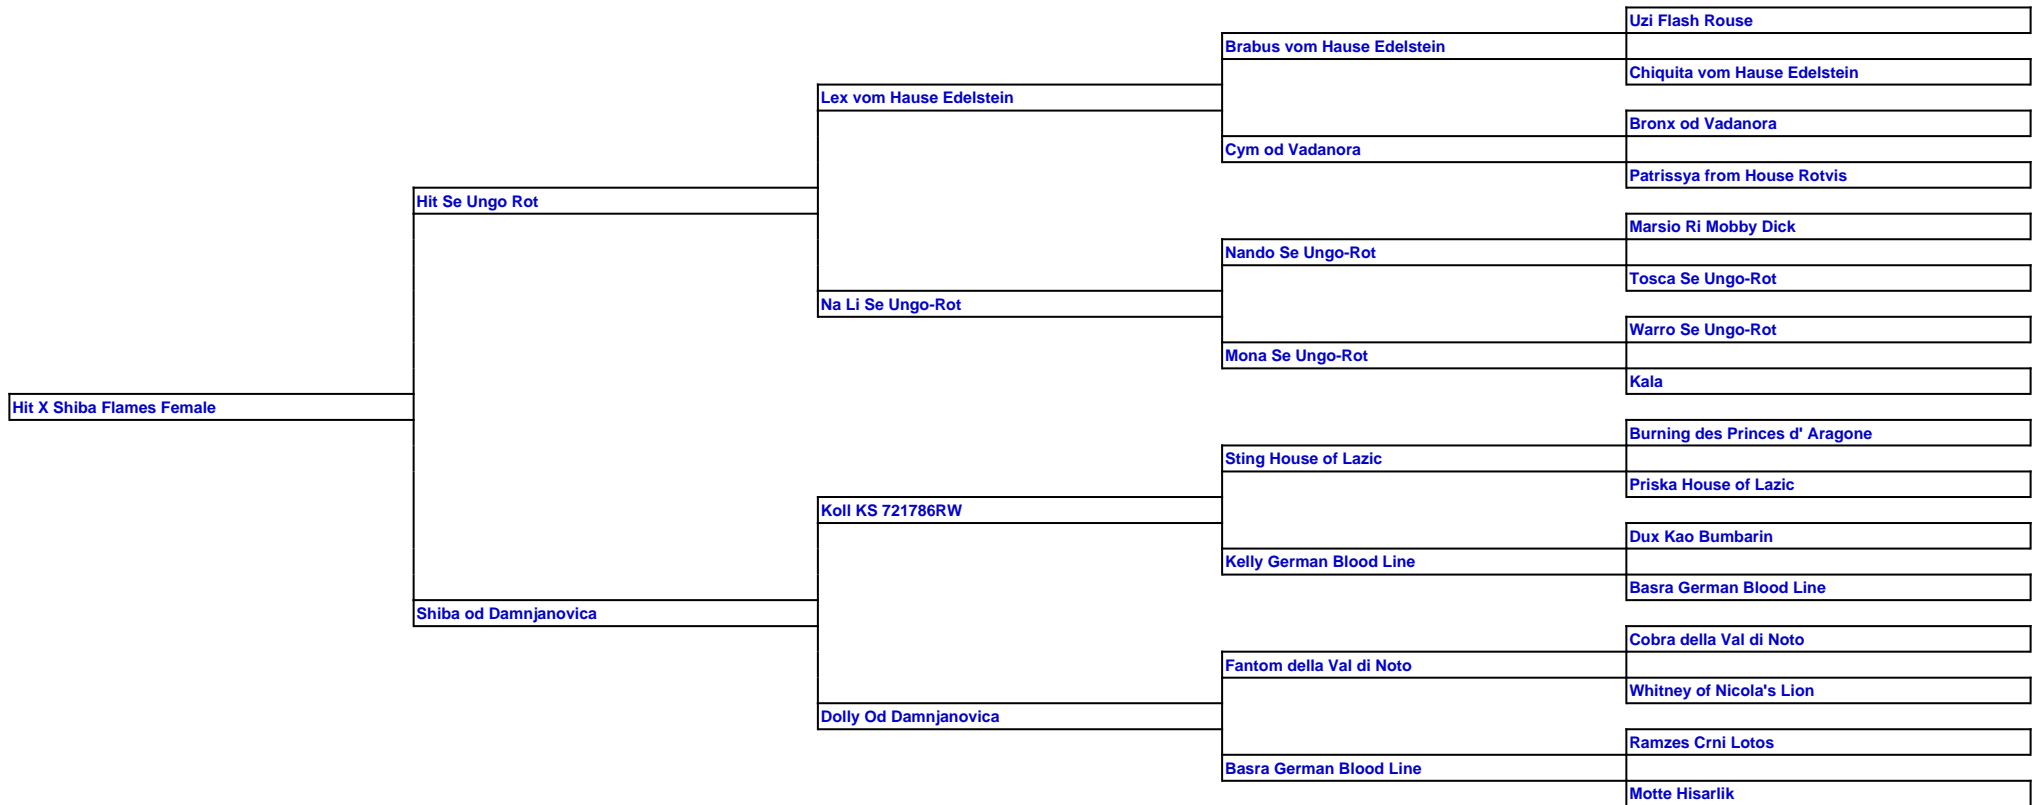 Uzi Flash Rouse
Brabus vom Hause Edelstein
Chiquita vom Hause Edelstein
Lex vom Hause Edelstein
Bronx od Vadanora
Cym od Vadanora
Patrissya from House Rotvis
Hit Se Ungo Rot
Marsio Ri Mobby Dick
Nando Se Ungo-Rot
Tosca Se Ungo-Rot
Na Li Se Ungo-Rot
Warro Se Ungo-Rot
Mona Se Ungo-Rot
Kala
Hit X Shiba Flames Female
Burning des Princes d' Aragone
Sting House of Lazic
Priska House of Lazic
Koll KS 721786RW
Dux Kao Bumbarin
Kelly German Blood Line
Basra German Blood Line
Shiba od Damnjanovica
Cobra della Val di Noto
Fantom della Val di Noto
Whitney of Nicola's Lion
Dolly Od Damnjanovica
Ramzes Crni Lotos
Basra German Blood Line
Motte Hisarlik